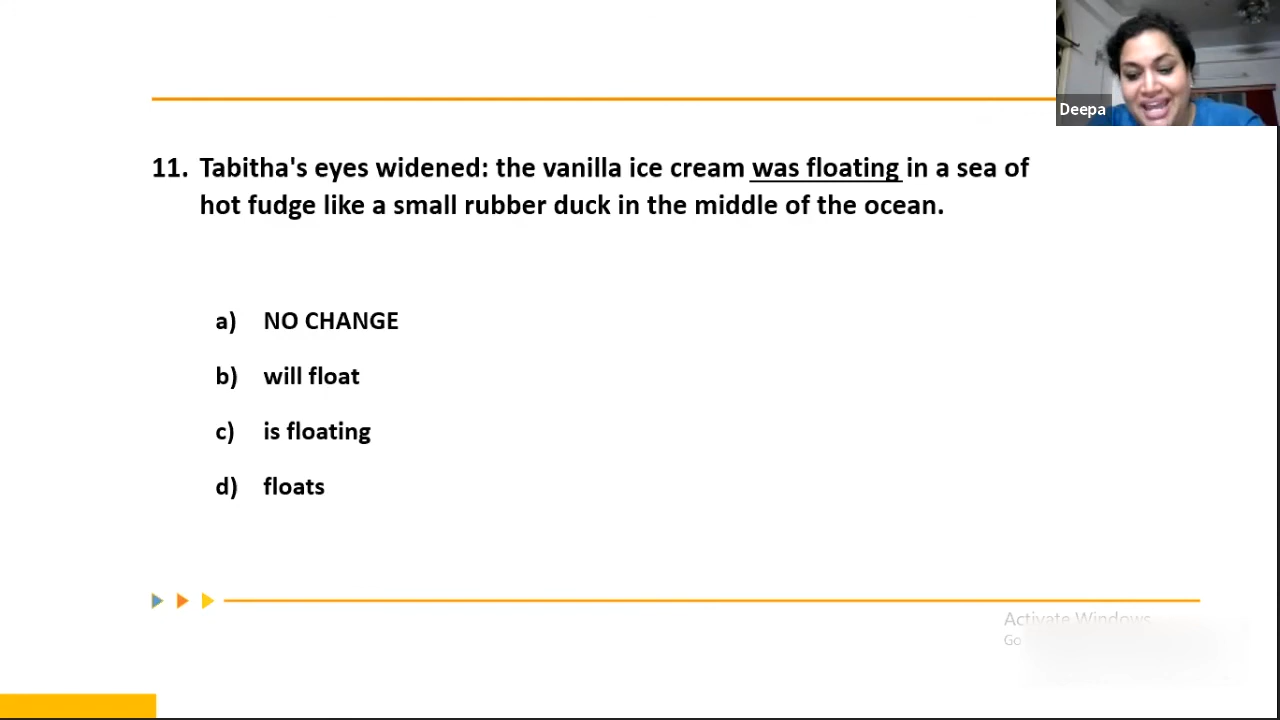 Deepa
11. Tabitha's eyes widened: the vanilla ice cream was floating in a sea of
hot fudge like a small rubber duck in the middle of the ocean.
a) NO CHANGE
b) will float
c) is floating
d) floats
Activate Windows
Go